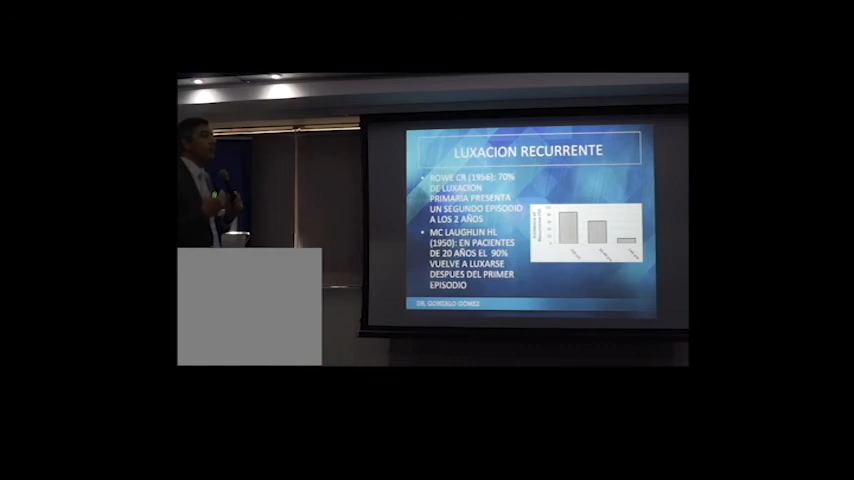 LUXACION RECURRENTE
• ROWE CR (1956): 70%
DE LUXACION
PRIMARIA PRESENTA
UN SEGUNDO EPISODIO
A LOS 2 AÑOS
• MC LAUGHLIN HL
(1950): EN PACIENTES
DE 20 AÑOS EL 90%
VUELVE A LUXARSE
DESPUES DEL PRIMER
EPISODIO
DR. GONZALO GÓMEZ